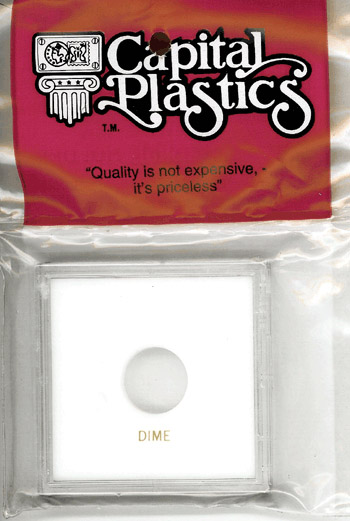 Capital
Plastics
T.M.
"Quality is not expensive, -
it's priceless"
DIME